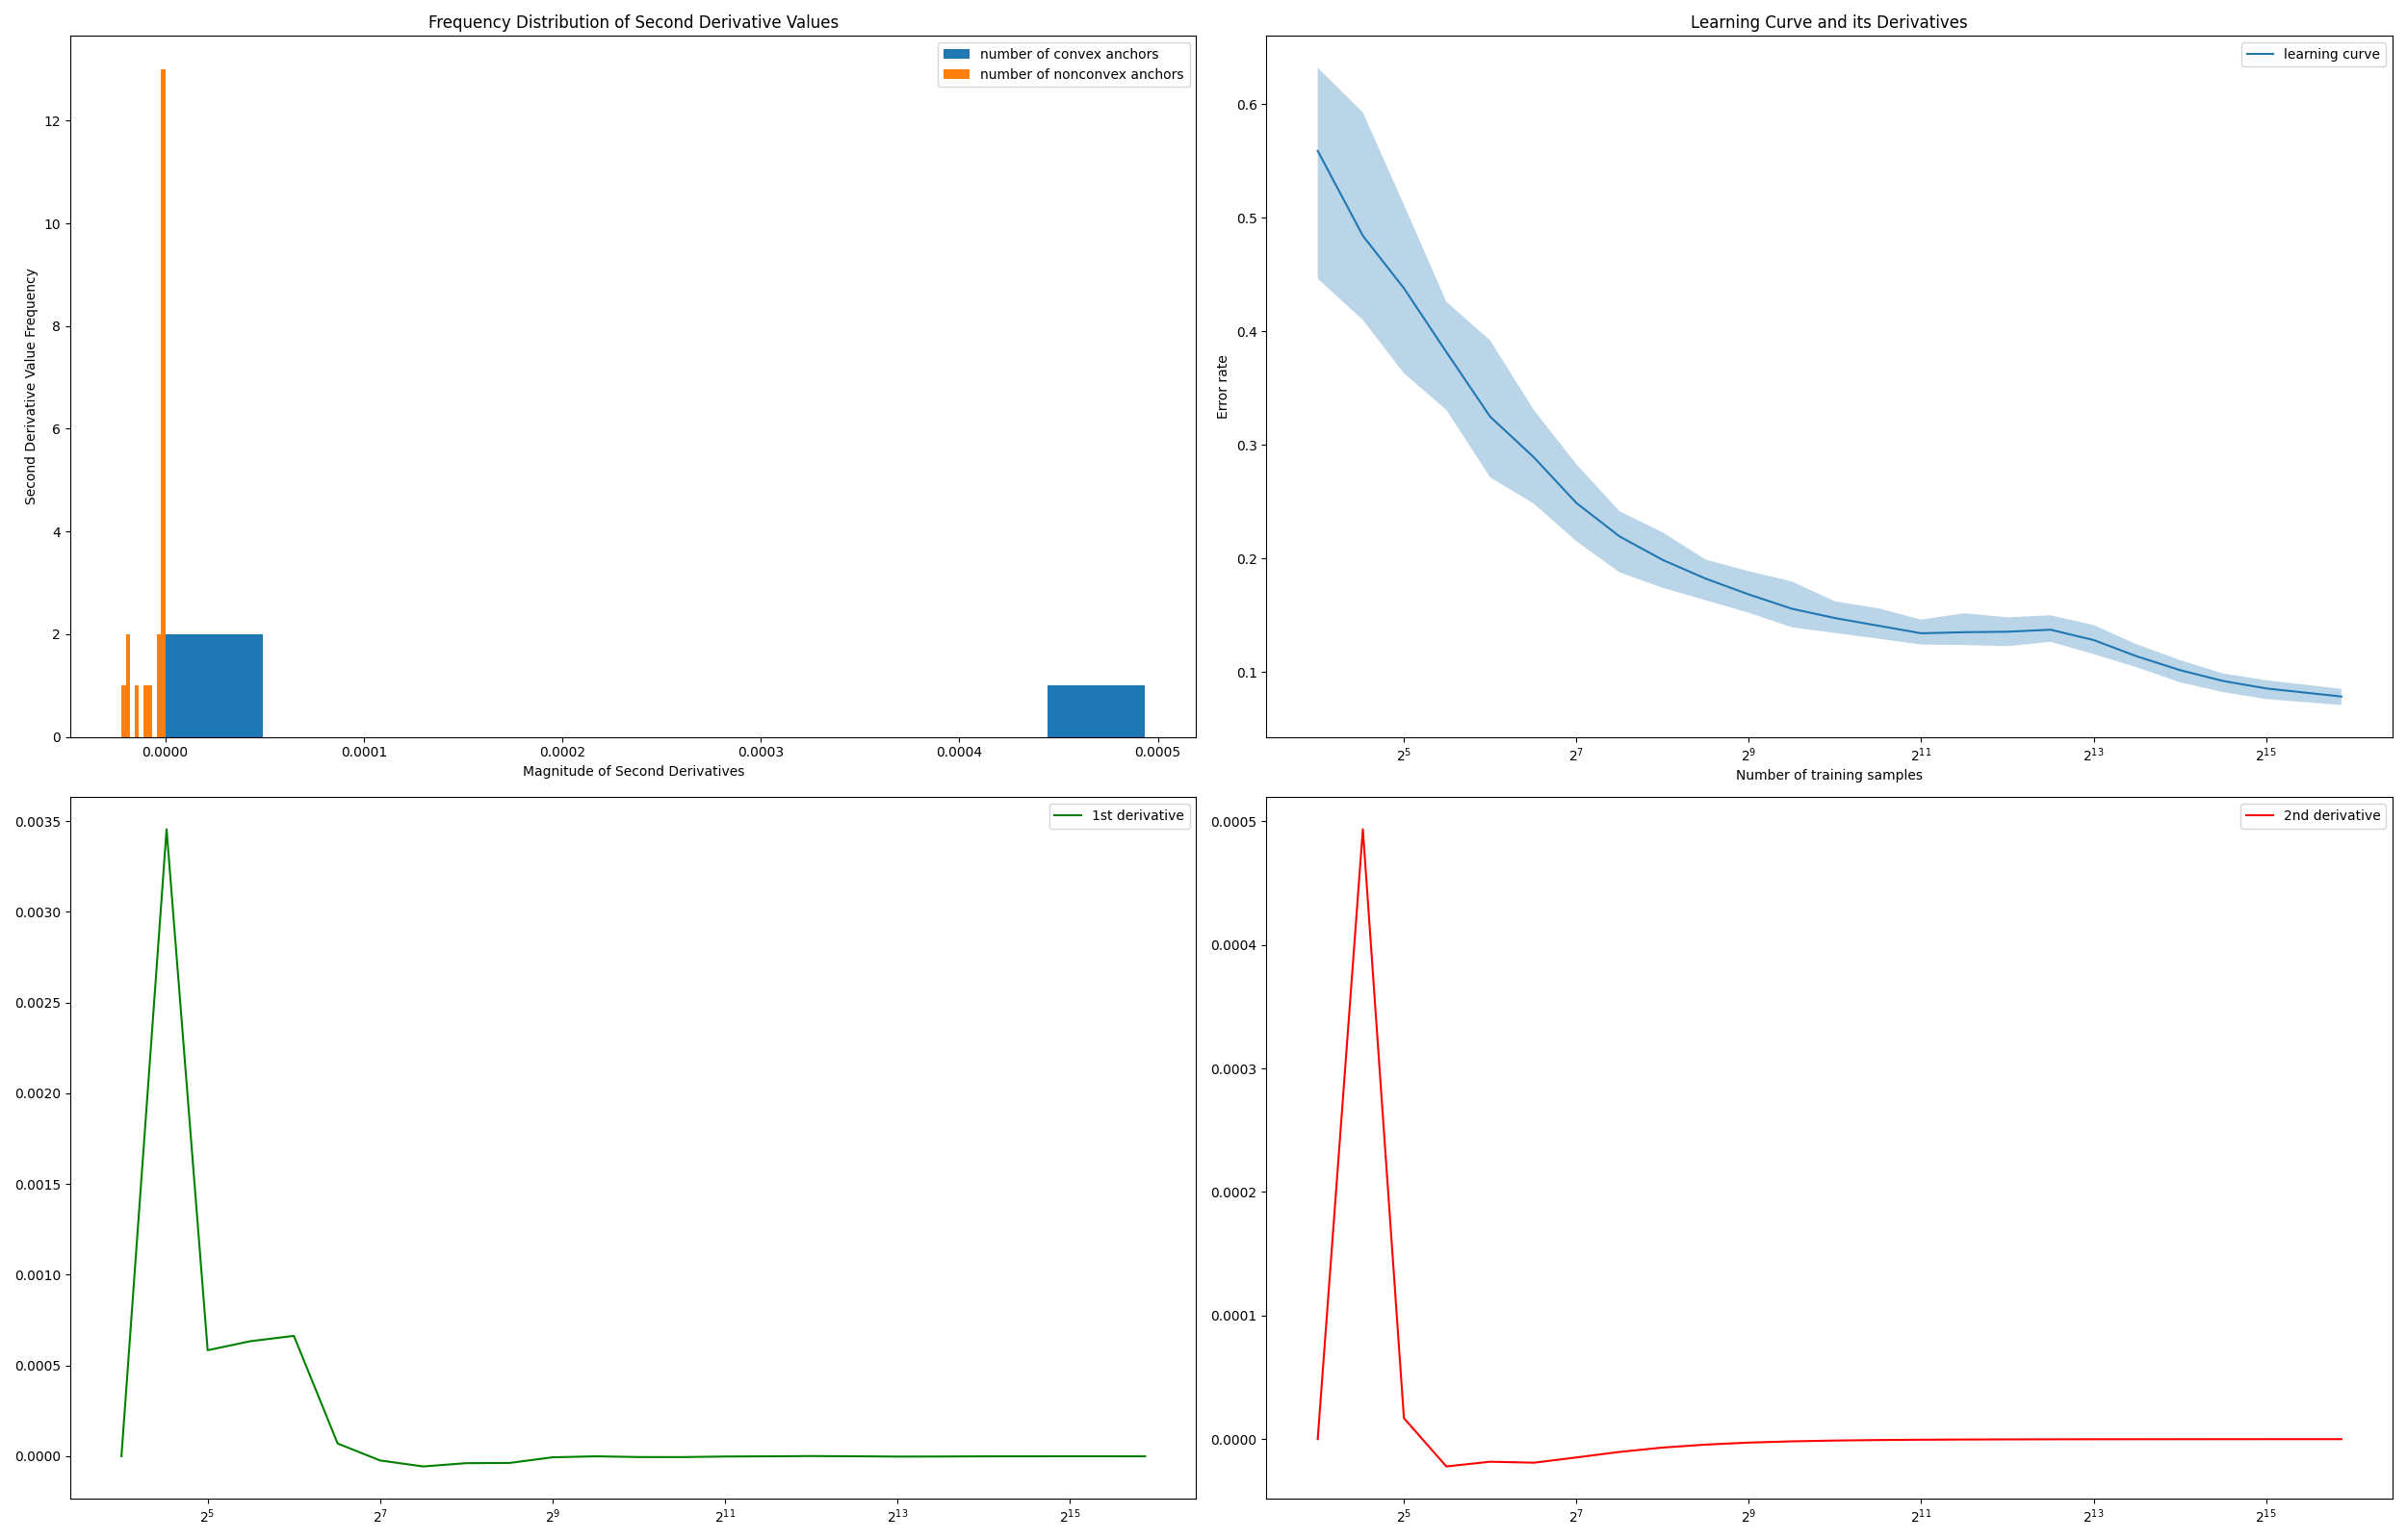 Frequency Distribution of Second Derivative Values
number of convex anchors
number of nonconvex anchors
Second Derivative Value Frequency
12
10
8
6
4
2
0
0.0000 0.0001 0.0002 0.0003 0.0004 0.0005
Magnitude of Second Derivatives
Learning Curve and its Derivatives
learning curve
Error rate
0.6
0.5
0.4
0.3
0.2
0.1
2^5 2^7 2^9 2^11 2^13 2^15
Number of training samples
1st derivative
0.0035
0.0030
0.0025
0.0020
0.0015
0.0010
0.0005
0.0000
2^5 2^7 2^9 2^11 2^13 2^15
2nd derivative
0.0005
0.0004
0.0003
0.0002
0.0001
0.0000
2^5 2^7 2^9 2^11 2^13 2^15